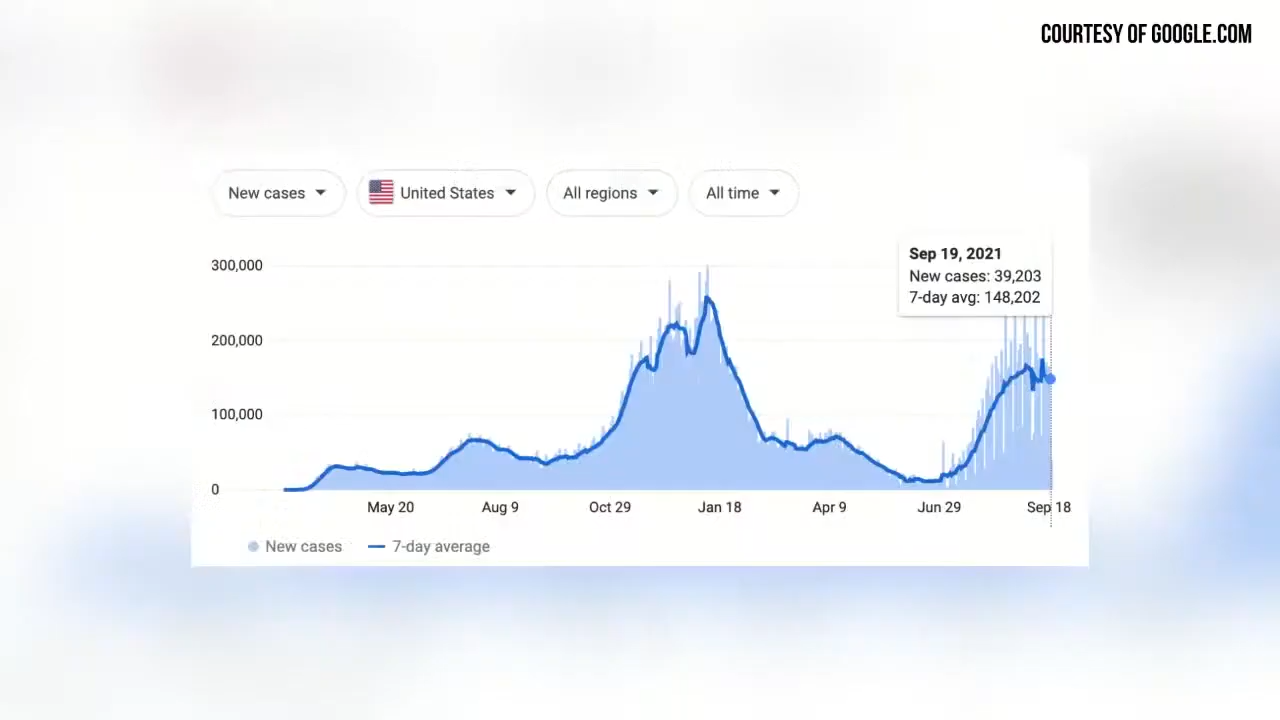 COURTESY OF GOOGLE.COM
New cases United States All regions All time
Sep 19, 2021
New cases: 39,203
7-day avg: 148,202
300,000
200,000
100,000
0
May 20 Aug 9 Oct 29 Jan 18 Apr 9 Jun 29 Sep 18
New cases 7-day average